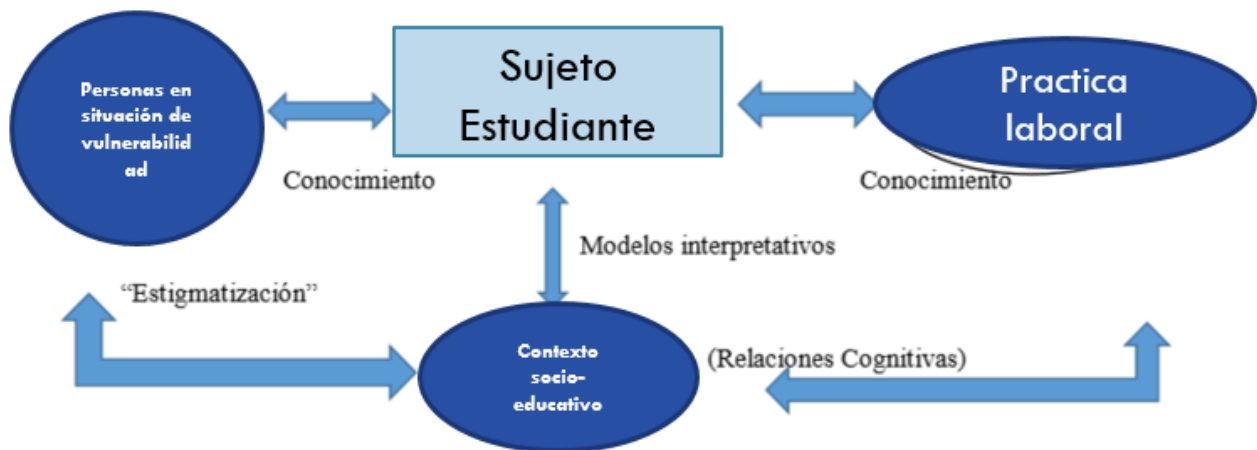 Personas en
situación de
vulnerabilid
ad
Sujeto
Estudiante
Practica
laboral
Conocimiento
Conocimiento
Modelos interpretativos
“Estigmatización”
Contexto
socio-
educativo
(Relaciones Cognitivas)